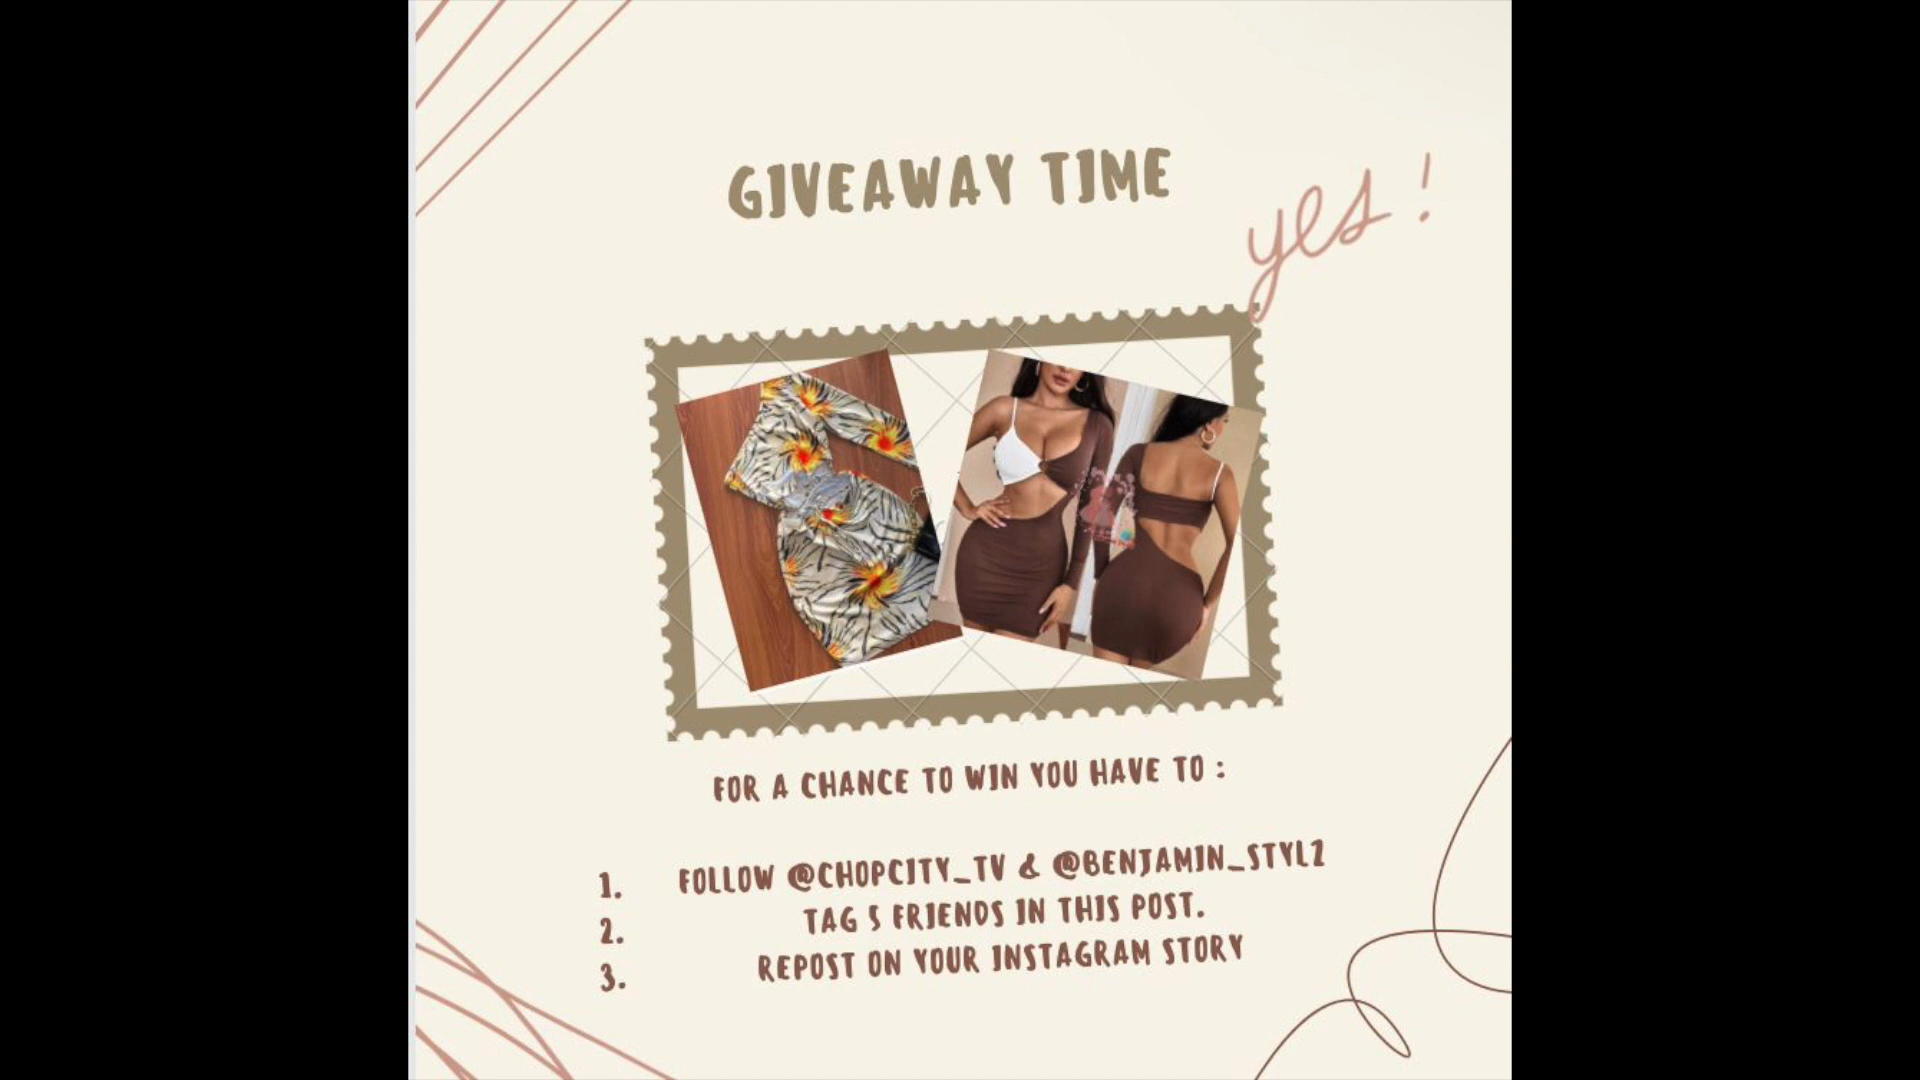 GIVEAWAY TIME
yes!
FOR A CHANCE TO WIN YOU HAVE TO :
1. FOLLOW @CHOPCITY_TV & @BENJAMIN_STYLZ
2. TAG 5 FRIENDS IN THIS POST.
3. REPOST ON YOUR INSTAGRAM STORY